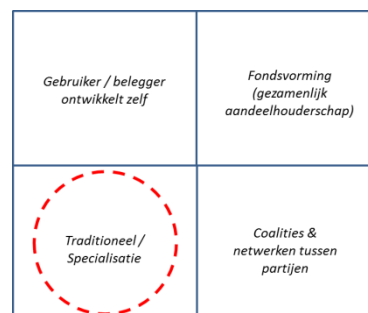 Gebruiker / belegger
ontwikkelt zelf
Fondsvorming
(gezamenlijk
aandeelhouderschap)
Traditioneel /
Specialisatie
Coalities &
netwerken tussen
partijen